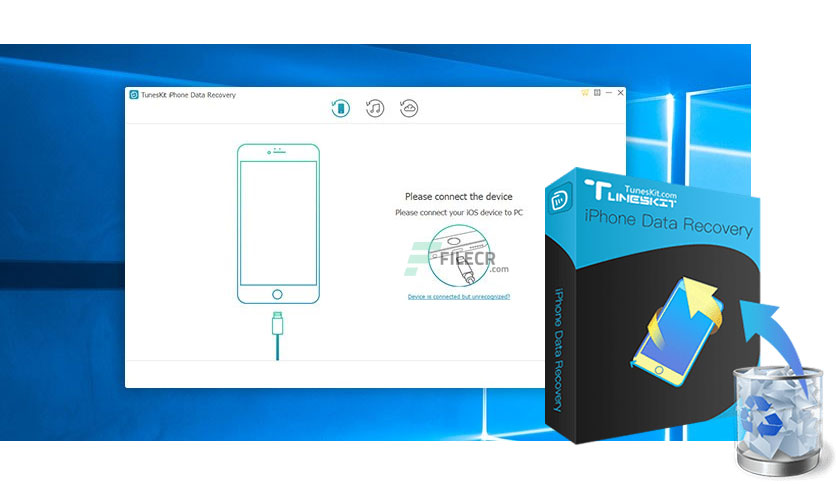 TunesKit iPhone Data Recovery
Please connect the device
Please connect your iOS device to PC
FILECR
.com
Device is connected but unrecognized?
TunesKit.com
TUNESKIT
iPhone Data Recovery
iPhone Data Recovery